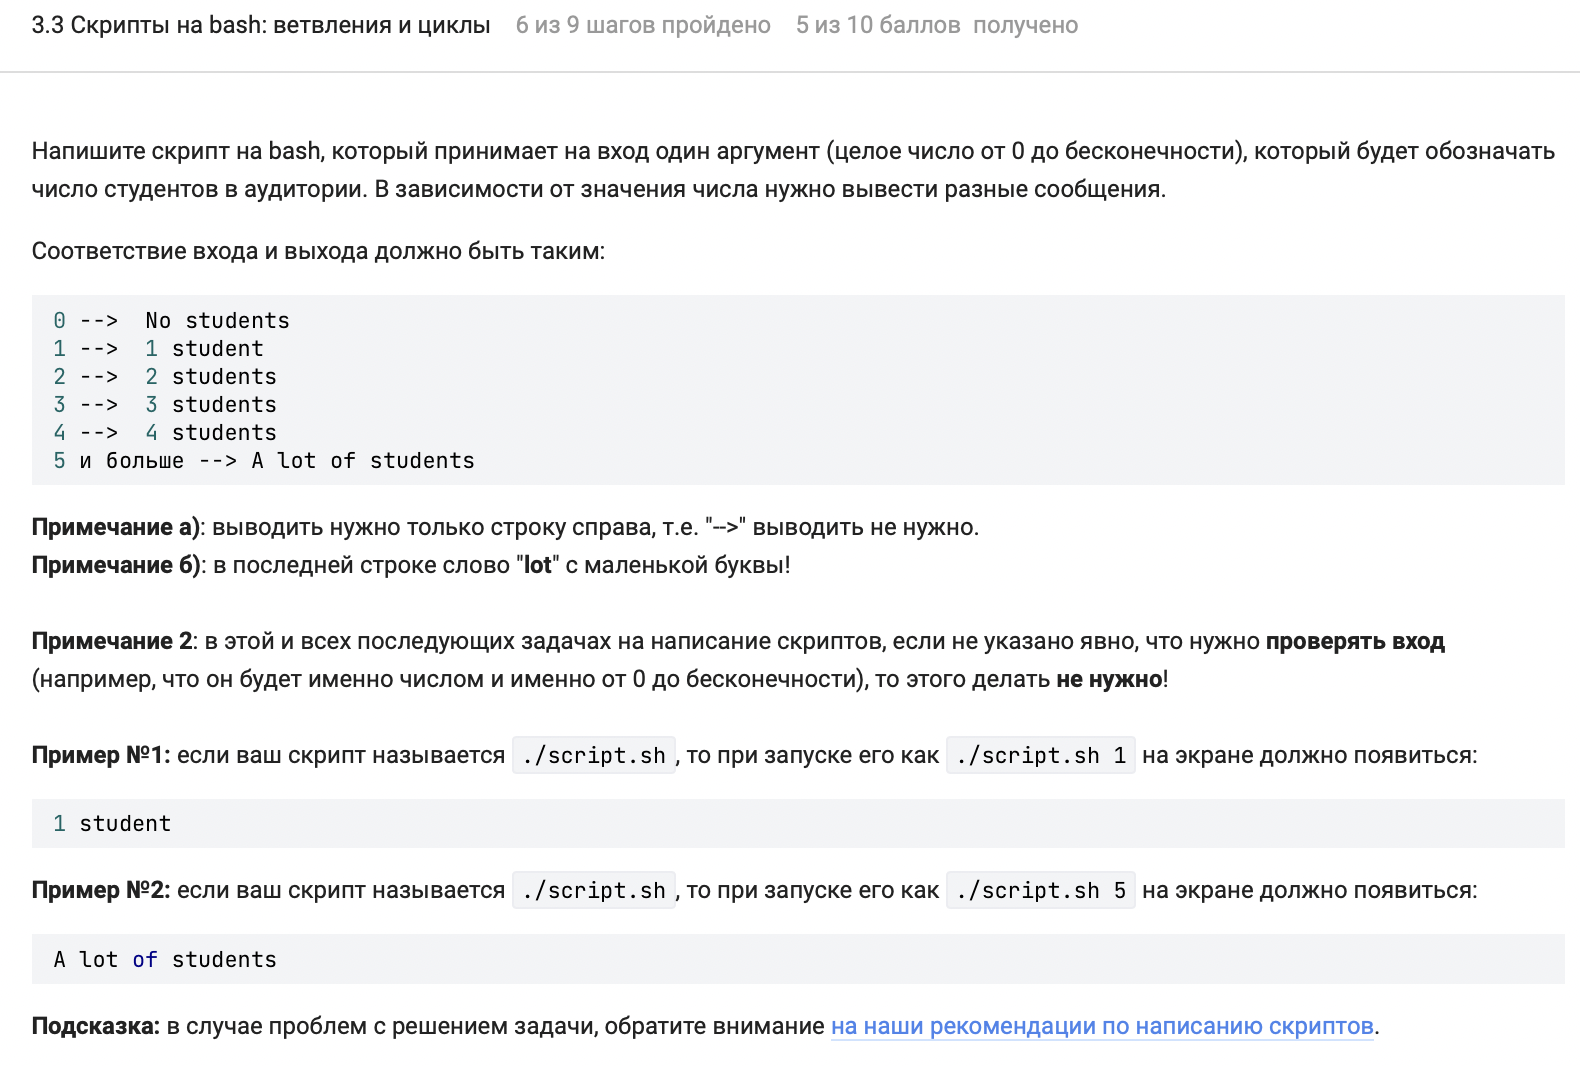 3.3 Скрипты на bash: ветвления и циклы 6 из 9 шагов пройдено 5 из 10 баллов получено
Напишите скрипт на bash, который принимает на вход один аргумент (целое число от 0 до бесконечности), который будет обозначать
число студентов в аудитории. В зависимости от значения числа нужно вывести разные сообщения.
Соответствие входа и выхода должно быть таким:
0 -->  No students
1 -->  1 student
2 -->  2 students
3 -->  3 students
4 -->  4 students
5 и больше --> A lot of students
Примечание а): выводить нужно только строку справа, т.е. "-->" выводить не нужно.
Примечание б): в последней строке слово "lot" с маленькой буквы!
Примечание 2: в этой и всех последующих задачах на написание скриптов, если не указано явно, что нужно проверять вход
(например, что он будет именно числом и именно от 0 до бесконечности), то этого делать не нужно!
Пример №1: если ваш скрипт называется ./script.sh, то при запуске его как ./script.sh 1 на экране должно появиться:
1 student
Пример №2: если ваш скрипт называется ./script.sh, то при запуске его как ./script.sh 5 на экране должно появиться:
A lot of students
Подсказка: в случае проблем с решением задачи, обратите внимание на наши рекомендации по написанию скриптов.